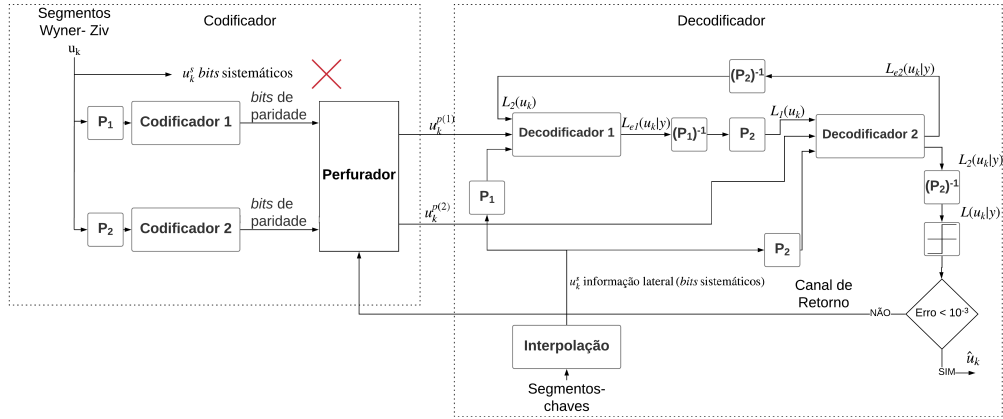 Segmentos
Wyner- Ziv
u_k
Codificador
u_k^s bits sistemáticos
P_1
Codificador 1
bits de
paridade
P_2
Codificador 2
bits de
paridade
Perfurador
u_k^{p(1)}
u_k^{p(2)}
Decodificador
L_2(u_k)
Decodificador 1
L_{e1}(u_k|y)
(P_1)^{-1}
P_2
L_1(u_k)
(P_2)^{-1}
L_{e2}(u_k|y)
Decodificador 2
P_1
P_2
L_2(u_k|y)
(P_2)^{-1}
L(u_k|y)
u_k^s informação lateral (bits sistemáticos)
Canal de
Retorno
NÃO
Erro < 10^{-3}
SIM
û_k
Interpolação
Segmentos-
chaves